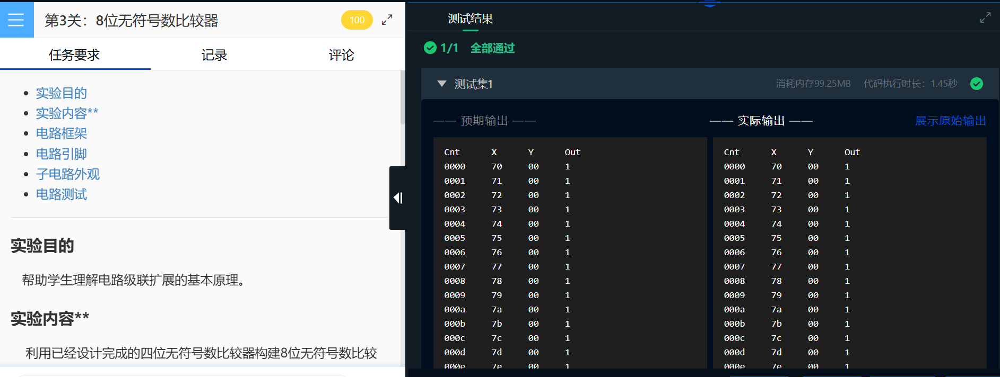 第3关：8位无符号数比较器
100
任务要求 记录 评论
实验目的
实验内容**
电路框架
电路引脚
子电路外观
电路测试
实验目的
帮助学生理解电路级联扩展的基本原理。
实验内容**
利用已经设计完成的四位无符号数比较器构建8位无符号数比较
测试结果
1/1 全部通过
测试集1 消耗内存99.25MB 代码执行时长：1.45秒
—— 预期输出 ——
Cnt X Y Out
0000 70 00 1
0001 71 00 1
0002 72 00 1
0003 73 00 1
0004 74 00 1
0005 75 00 1
0006 76 00 1
0007 77 00 1
0008 78 00 1
0009 79 00 1
000a 7a 00 1
000b 7b 00 1
000c 7c 00 1
000d 7d 00 1
000e 7e 00 1
—— 实际输出 —— 展示原始输出
Cnt X Y Out
0000 70 00 1
0001 71 00 1
0002 72 00 1
0003 73 00 1
0004 74 00 1
0005 75 00 1
0006 76 00 1
0007 77 00 1
0008 78 00 1
0009 79 00 1
000a 7a 00 1
000b 7b 00 1
000c 7c 00 1
000d 7d 00 1
000e 7e 00 1